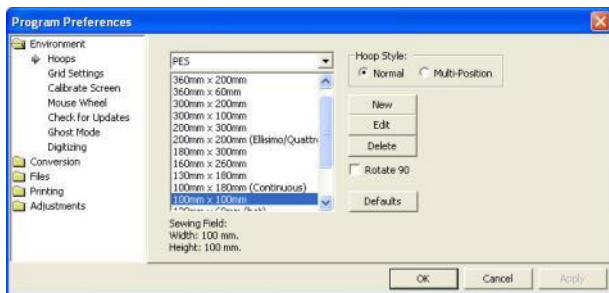 Program Preferences
Environment
Hoops
Grid Settings
Calibrate Screen
Mouse Wheel
Check for Updates
Ghost Mode
Digitizing
Conversion
Files
Printing
Adjustments
PES
360mm x 200mm
360mm x 60mm
300mm x 200mm
300mm x 100mm
200mm x 300mm
200mm x 200mm (Ellisimo/Quattr
180mm x 300mm
160mm x 260mm
130mm x 180mm
100mm x 180mm (Continuous)
100mm x 100mm
Sewing Field:
Width: 100 mm.
Height: 100 mm.
Hoop Style:
Normal Multi-Position
New
Edit
Delete
Rotate 90
Defaults
OK Cancel Apply